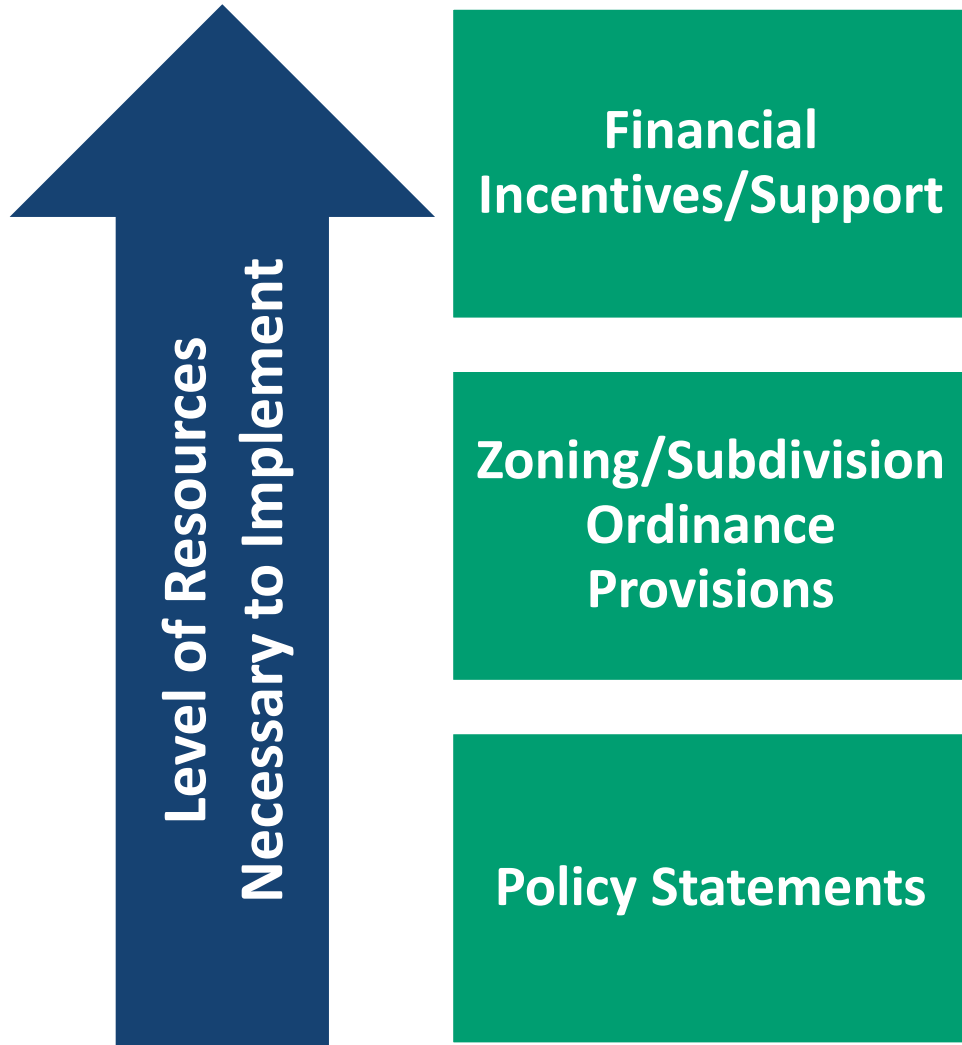 Level of Resources
Necessary to Implement
Financial
Incentives/Support
Zoning/Subdivision
Ordinance
Provisions
Policy Statements